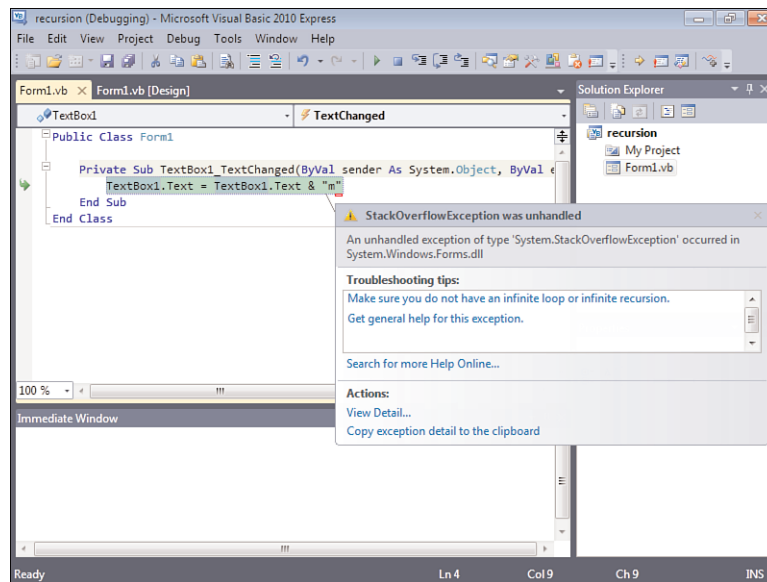 recursion (Debugging) - Microsoft Visual Basic 2010 Express
File Edit View Project Debug Tools Window Help
Form1.vb Form1.vb [Design]
TextBox1 TextChanged
Public Class Form1
Private Sub TextBox1_TextChanged(ByVal sender As System.Object, ByVal e
TextBox1.Text = TextBox1.Text & "m"
End Sub
End Class
StackOverflowException was unhandled
An unhandled exception of type 'System.StackOverflowException' occurred in
System.Windows.Forms.dll
Troubleshooting tips:
Make sure you do not have an infinite loop or infinite recursion.
Get general help for this exception.
Search for more Help Online...
Actions:
View Detail...
Copy exception detail to the clipboard
100 %
Immediate Window
Solution Explorer
recursion
My Project
Form1.vb
Ready Ln 4 Col 9 Ch 9 INS